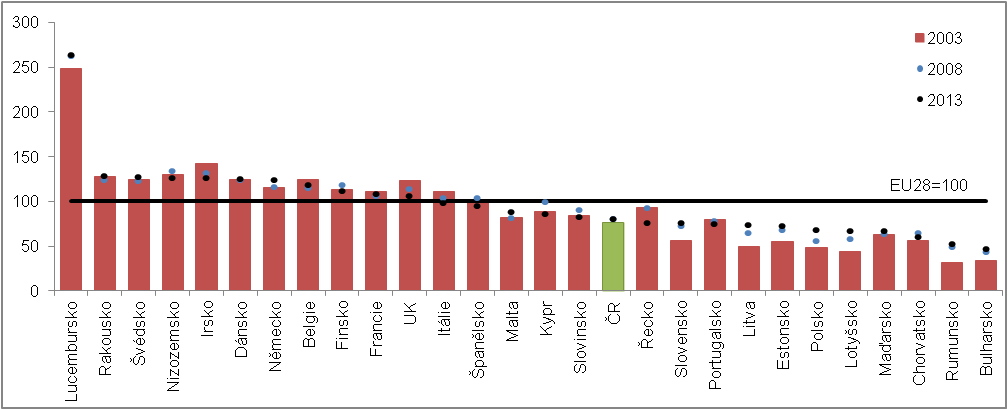 300
250
200
150
100
50
0
2003
2008
2013
EU28=100
Lucembursko
Rakousko
Švédsko
Nizozemsko
Irsko
Dánsko
Německo
Belgie
Finsko
Francie
UK
Itálie
Španělsko
Malta
Kypr
Slovinsko
ČR
Řecko
Slovensko
Portugalsko
Litva
Estonsko
Polsko
Lotyšsko
Maďarsko
Chorvatsko
Rumunsko
Bulharsko